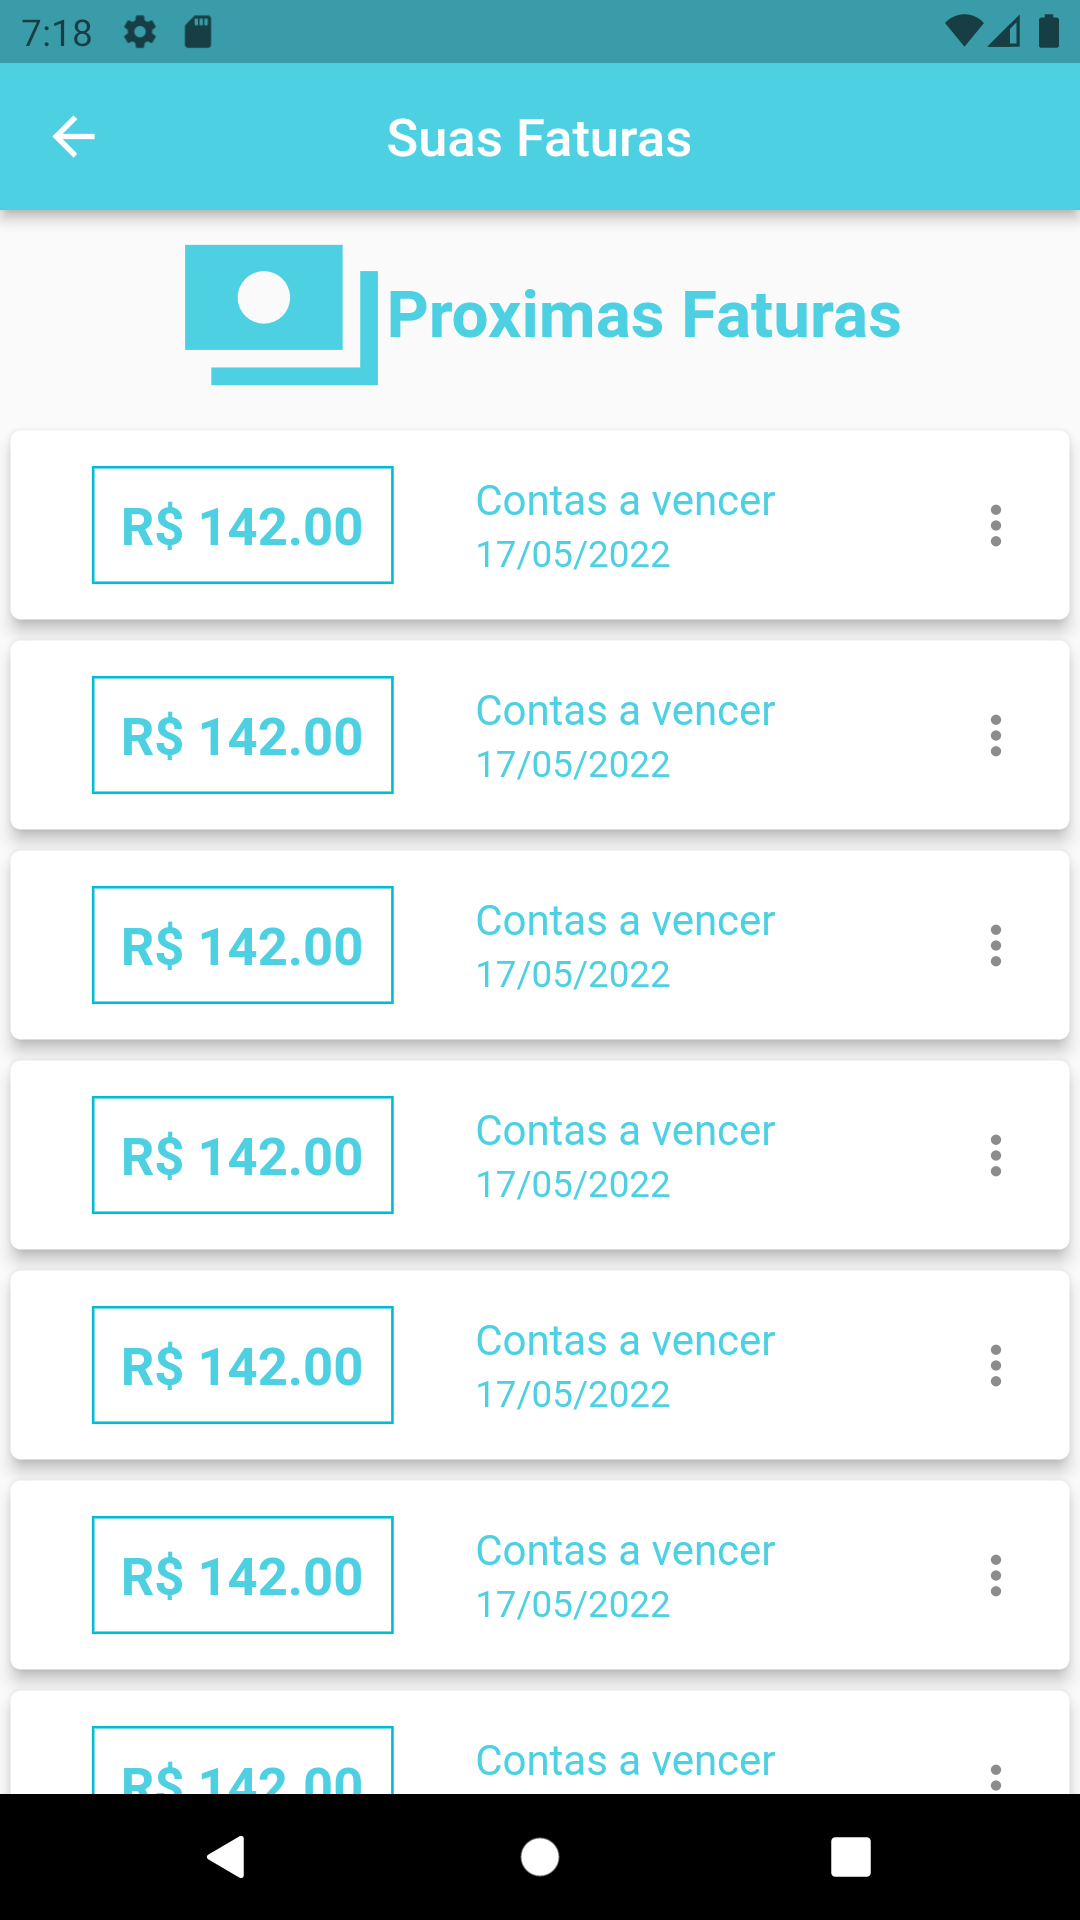 7:18
Suas Faturas
Proximas Faturas
R$ 142.00
Contas a vencer
17/05/2022
R$ 142.00
Contas a vencer
17/05/2022
R$ 142.00
Contas a vencer
17/05/2022
R$ 142.00
Contas a vencer
17/05/2022
R$ 142.00
Contas a vencer
17/05/2022
R$ 142.00
Contas a vencer
17/05/2022
R$ 142.00
Contas a vencer